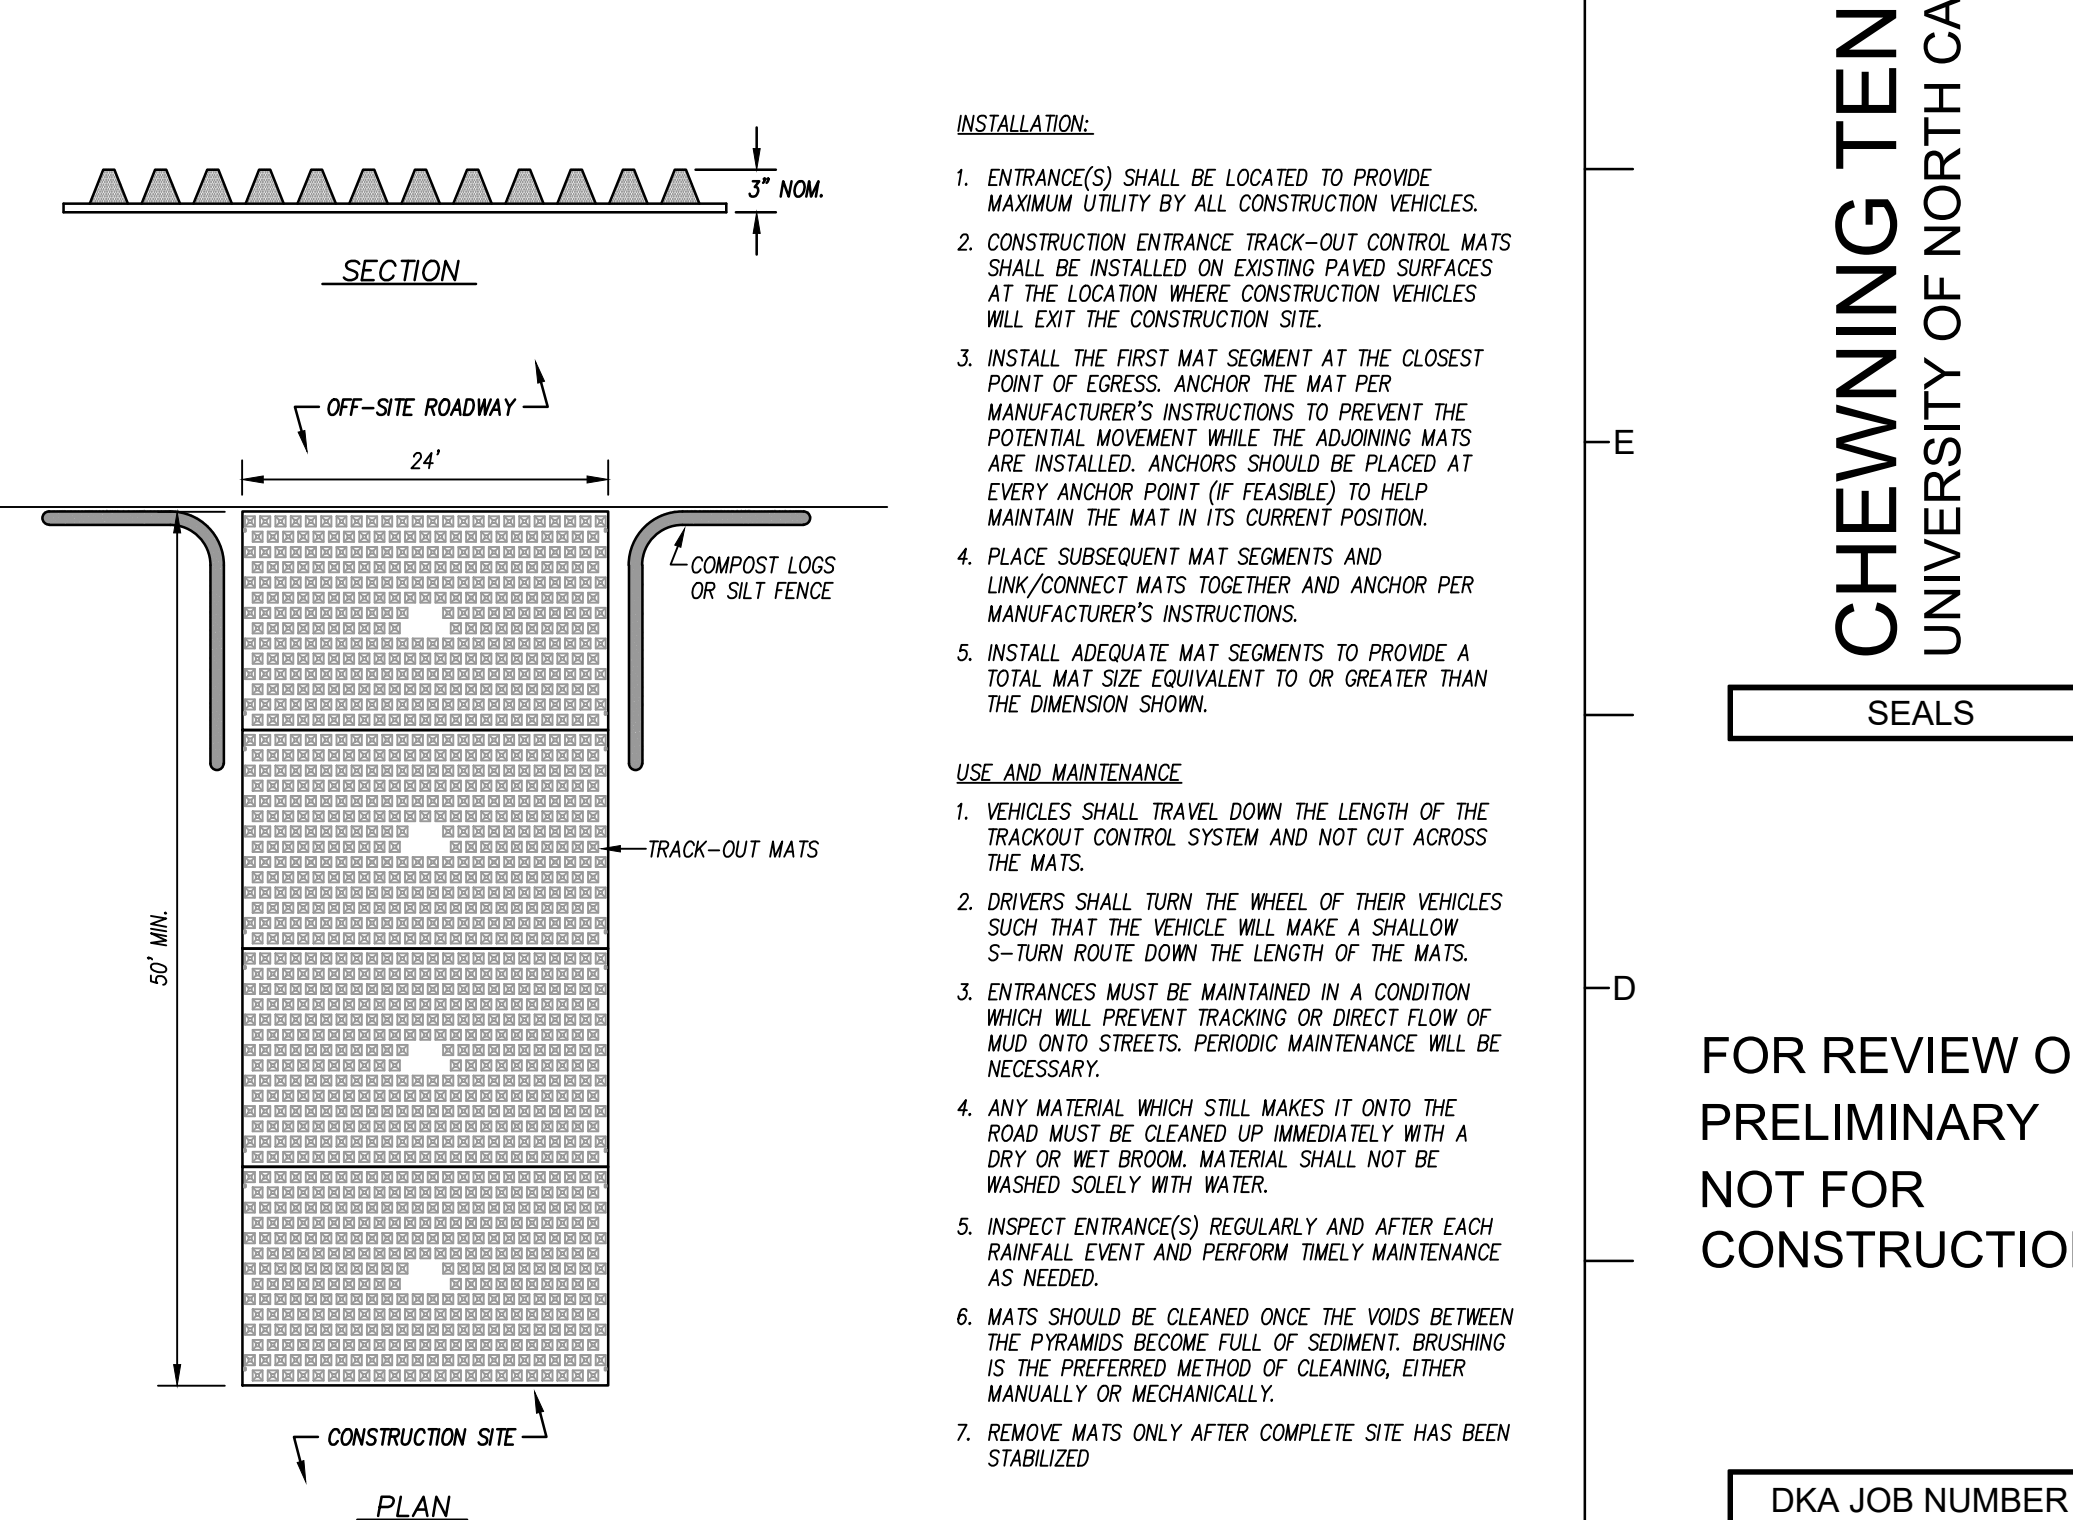 3" NOM.
SECTION
OFF-SITE ROADWAY
24'
COMPOST LOGS
OR SILT FENCE
TRACK-OUT MATS
50' MIN.
CONSTRUCTION SITE
PLAN
INSTALLATION:
1. ENTRANCE(S) SHALL BE LOCATED TO PROVIDE
MAXIMUM UTILITY BY ALL CONSTRUCTION VEHICLES.
2. CONSTRUCTION ENTRANCE TRACK-OUT CONTROL MATS
SHALL BE INSTALLED ON EXISTING PAVED SURFACES
AT THE LOCATION WHERE CONSTRUCTION VEHICLES
WILL EXIT THE CONSTRUCTION SITE.
3. INSTALL THE FIRST MAT SEGMENT AT THE CLOSEST
POINT OF EGRESS. ANCHOR THE MAT PER
MANUFACTURER'S INSTRUCTIONS TO PREVENT THE
POTENTIAL MOVEMENT WHILE THE ADJOINING MATS
ARE INSTALLED. ANCHORS SHOULD BE PLACED AT
EVERY ANCHOR POINT (IF FEASIBLE) TO HELP
MAINTAIN THE MAT IN ITS CURRENT POSITION.
4. PLACE SUBSEQUENT MAT SEGMENTS AND
LINK/CONNECT MATS TOGETHER AND ANCHOR PER
MANUFACTURER'S INSTRUCTIONS.
5. INSTALL ADEQUATE MAT SEGMENTS TO PROVIDE A
TOTAL MAT SIZE EQUIVALENT TO OR GREATER THAN
THE DIMENSION SHOWN.
USE AND MAINTENANCE
1. VEHICLES SHALL TRAVEL DOWN THE LENGTH OF THE
TRACKOUT CONTROL SYSTEM AND NOT CUT ACROSS
THE MATS.
2. DRIVERS SHALL TURN THE WHEEL OF THEIR VEHICLES
SUCH THAT THE VEHICLE WILL MAKE A SHALLOW
S-TURN ROUTE DOWN THE LENGTH OF THE MATS.
3. ENTRANCES MUST BE MAINTAINED IN A CONDITION
WHICH WILL PREVENT TRACKING OR DIRECT FLOW OF
MUD ONTO STREETS. PERIODIC MAINTENANCE WILL BE
NECESSARY.
4. ANY MATERIAL WHICH STILL MAKES IT ONTO THE
ROAD MUST BE CLEANED UP IMMEDIATELY WITH A
DRY OR WET BROOM. MATERIAL SHALL NOT BE
WASHED SOLELY WITH WATER.
5. INSPECT ENTRANCE(S) REGULARLY AND AFTER EACH
RAINFALL EVENT AND PERFORM TIMELY MAINTENANCE
AS NEEDED.
6. MATS SHOULD BE CLEANED ONCE THE VOIDS BETWEEN
THE PYRAMIDS BECOME FULL OF SEDIMENT. BRUSHING
IS THE PREFERRED METHOD OF CLEANING, EITHER
MANUALLY OR MECHANICALLY.
7. REMOVE MATS ONLY AFTER COMPLETE SITE HAS BEEN
STABILIZED
E
D
CHEWNING TEN
UNIVERSITY OF NORTH CA
SEALS
FOR REVIEW O
PRELIMINARY
NOT FOR
CONSTRUCTION
DKA JOB NUMBER